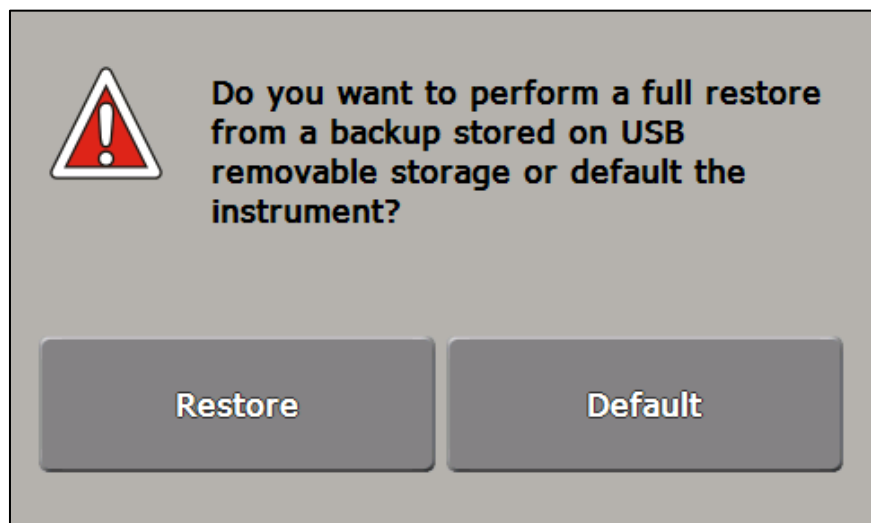 Do you want to perform a full restore
from a backup stored on USB
removable storage or default the
instrument?
Restore
Default